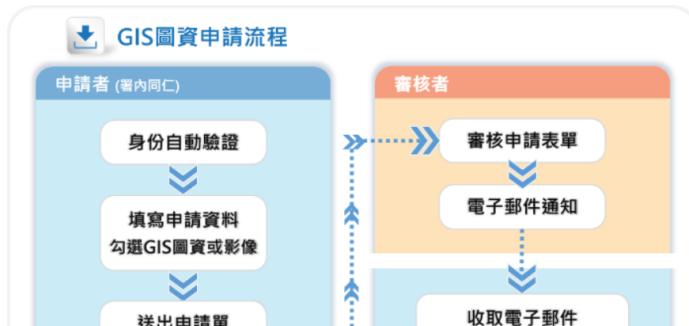 GIS圖資申請流程
申請者 (署內同仁)
身份自動驗證
填寫申請資料
勾選GIS圖資或影像
送出申請單
審核者
審核申請表單
電子郵件通知
收取電子郵件